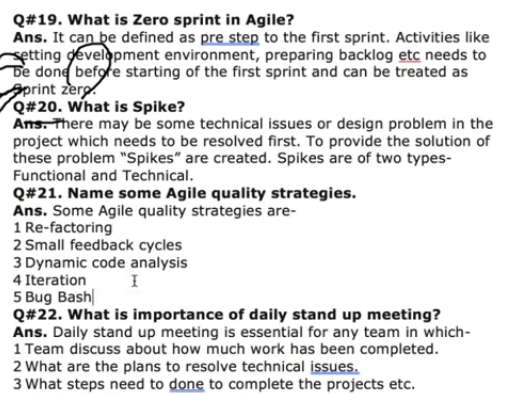 Q#19. What is Zero sprint in Agile?
Ans. It can be defined as pre step to the first sprint. Activities like
setting development environment, preparing backlog etc needs to
be done before starting of the first sprint and can be treated as
Sprint zero.
Q#20. What is Spike?
Ans. There may be some technical issues or design problem in the
project which needs to be resolved first. To provide the solution of
these problem “Spikes” are created. Spikes are of two types-
Functional and Technical.
Q#21. Name some Agile quality strategies.
Ans. Some Agile quality strategies are-
1 Re-factoring
2 Small feedback cycles
3 Dynamic code analysis
4 Iteration
5 Bug Bash
Q#22. What is importance of daily stand up meeting?
Ans. Daily stand up meeting is essential for any team in which-
1 Team discuss about how much work has been completed.
2 What are the plans to resolve technical issues.
3 What steps need to done to complete the projects etc.